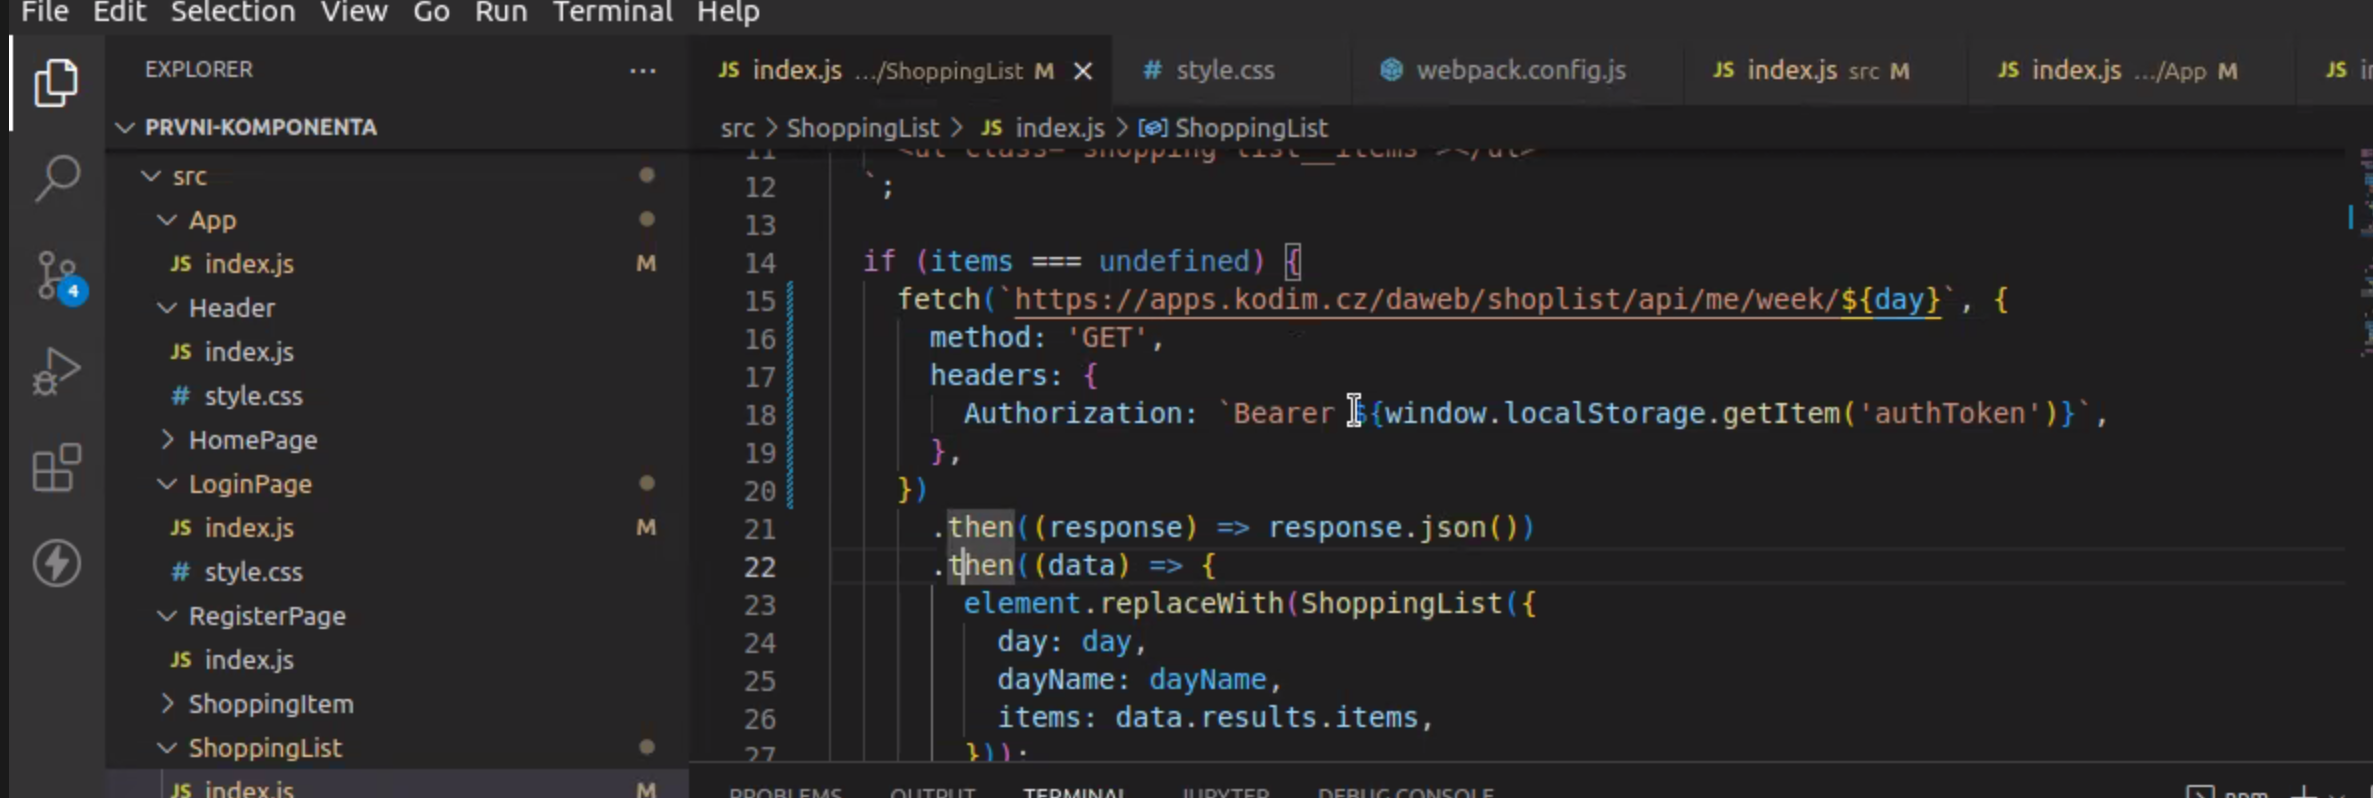 File Edit Selection View Go Run Terminal Help
EXPLORER ...
PRVNI-KOMPONENTA
src
App
JS index.js M
Header
JS index.js
# style.css
HomePage
LoginPage
JS index.js M
# style.css
RegisterPage
JS index.js
ShoppingItem
ShoppingList
JS index.js M
4
JS index.js .../ShoppingList M
# style.css
webpack.config.js
JS index.js src M
JS index.js .../App M
JS
src > ShoppingList > JS index.js > ShoppingList
11 <ul class="shopping-list__items"></ul>
12 `;
13
14 if (items === undefined) {
15 fetch(`https://apps.kodim.cz/daweb/shoplist/api/me/week/${day}`, {
16 method: 'GET',
17 headers: {
18 Authorization: `Bearer ${window.localStorage.getItem('authToken')}`,
19 },
20 })
21 .then((response) => response.json())
22 .then((data) => {
23 element.replaceWith(ShoppingList({
24 day: day,
25 dayName: dayName,
26 items: data.results.items,
27 }));
PROBLEMS OUTPUT TERMINAL JUPYTER DEBUG CONSOLE
npm